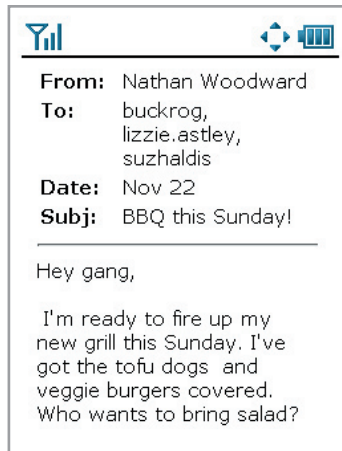 From: Nathan Woodward
To: buckrog,
lizzie.astley,
suzhaldis
Date: Nov 22
Subj: BBQ this Sunday!
Hey gang,
I'm ready to fire up my
new grill this Sunday. I've
got the tofu dogs and
veggie burgers covered.
Who wants to bring salad?